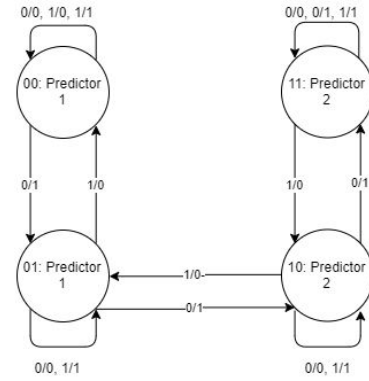 0/0, 1/0, 1/1
0/0, 0/1, 1/1
00: Predictor
1
11: Predictor
2
0/1
1/0
1/0
0/1
01: Predictor
1
10: Predictor
2
1/0
0/1
0/0, 1/1
0/0, 1/1